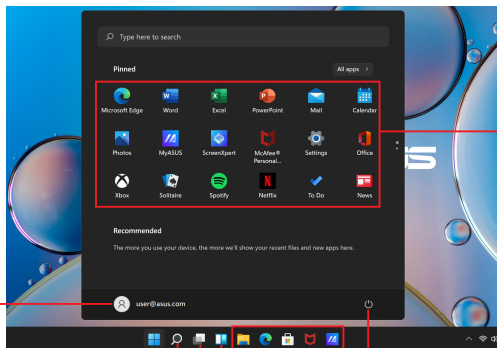 Type here to search
Pinned
All apps >
Microsoft Edge Word Excel PowerPoint Mail Calendar
Photos MyASUS ScreenXpert McAfee® Personal... Settings Office
Xbox Solitaire Spotify Netflix To Do News
Recommended
The more you use your device, the more we'll show your recent files and new apps here.
user@asus.com